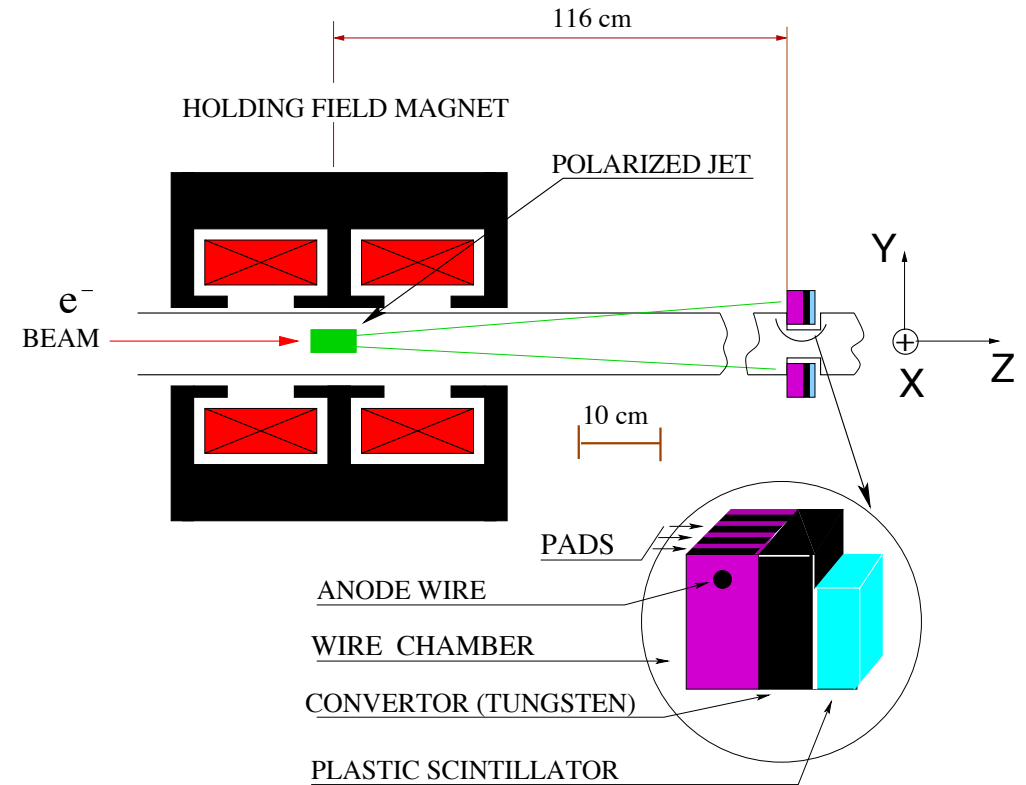 116 cm
HOLDING FIELD MAGNET
POLARIZED JET
e⁻
BEAM
Y
X
Z
10 cm
PADS
ANODE WIRE
WIRE CHAMBER
CONVERTOR (TUNGSTEN)
PLASTIC SCINTILLATOR